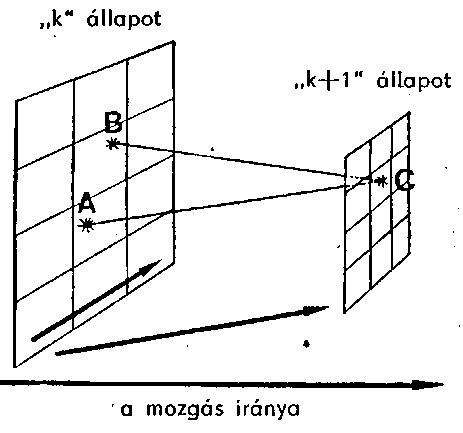 „k“ állapot
„k+1“ állapot
B
A
C
a mozgás iránya